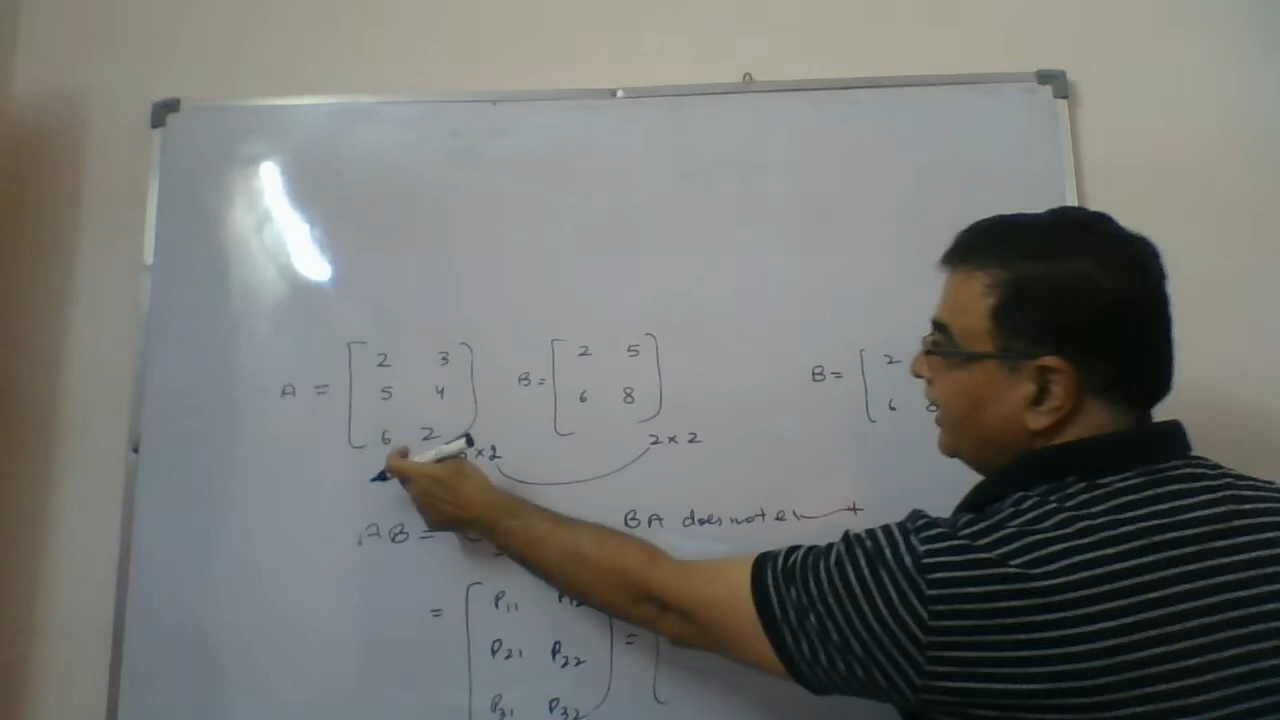 A = [ 2 3 B = [ 2 5 ] B = [ 2
5 4
6 2 ] 6 8 ] 6
×2 2×2
BA does not
AB =
= [ P11
P21 P22 ] = [
P31 P32